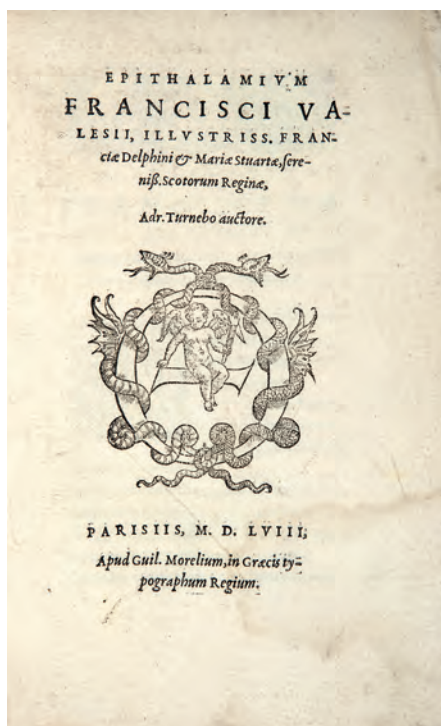 EPITHALAMIVM
FRANCISCI VA-
LESII, ILLVSTRISS. FRAN-
ciæ Delphini & Mariæ Stuartæ, sere-
niß. Scotorum Reginæ,
Adr. Turnebo auctore.
PARISIIS, M. D. LVIII;
Apud Guil. Morelium, in Græcis ty-
pographum Regium;